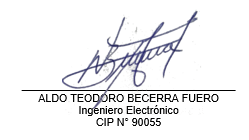 ALDO TEODORO BECERRA FUERO
Ingeniero Electrónico
CIP N° 90055